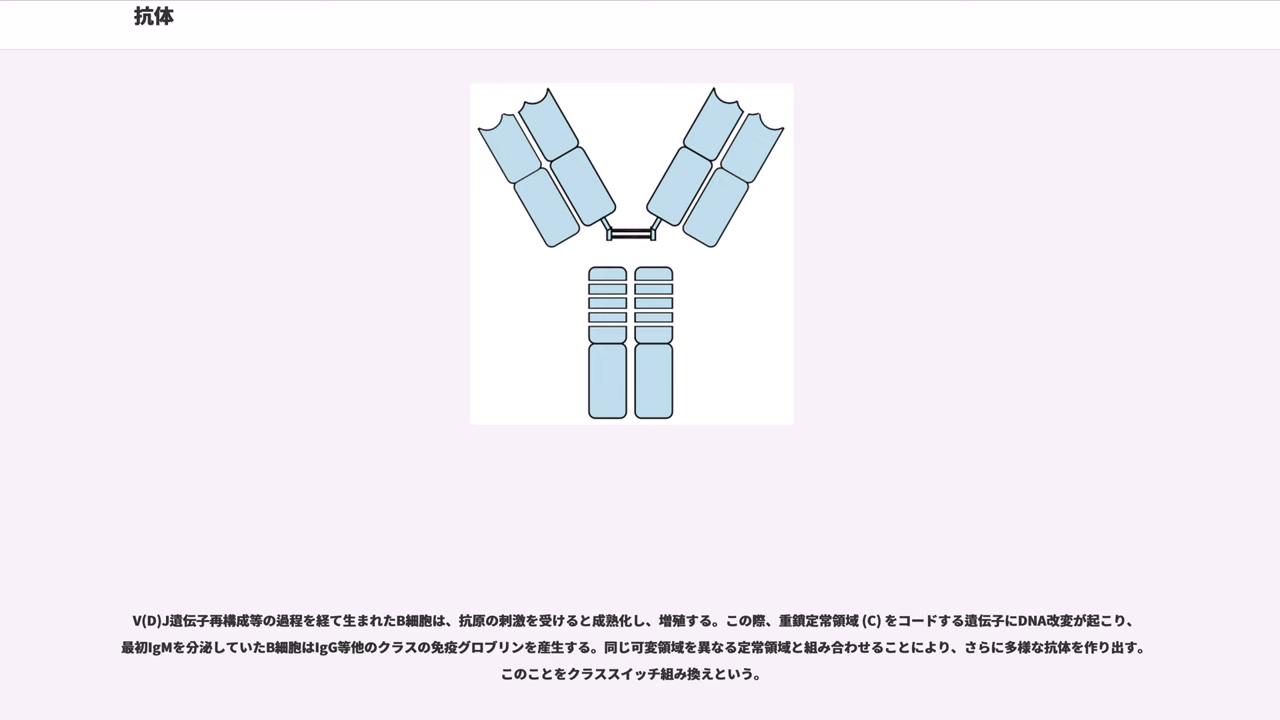 抗体
V(D)J遺伝子再構成等の過程を経て生まれたB細胞は、抗原の刺激を受けると成熟化し、増殖する。この際、重鎖定常領域 (C) をコードする遺伝子にDNA改変が起こり、
最初IgMを分泌していたB細胞はIgG等他のクラスの免疫グロブリンを産生する。同じ可変領域を異なる定常領域と組み合わせることにより、さらに多様な抗体を作り出す。
このことをクラススイッチ組み換えという。